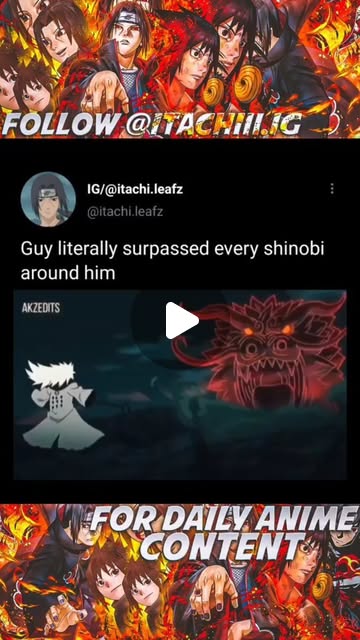 FOLLOW @ITACHIII.IG
IG/@itachi.leafz
@itachi.leafz
Guy literally surpassed every shinobi
around him
AKZEDITS
FOR DAILY ANIME
CONTENT